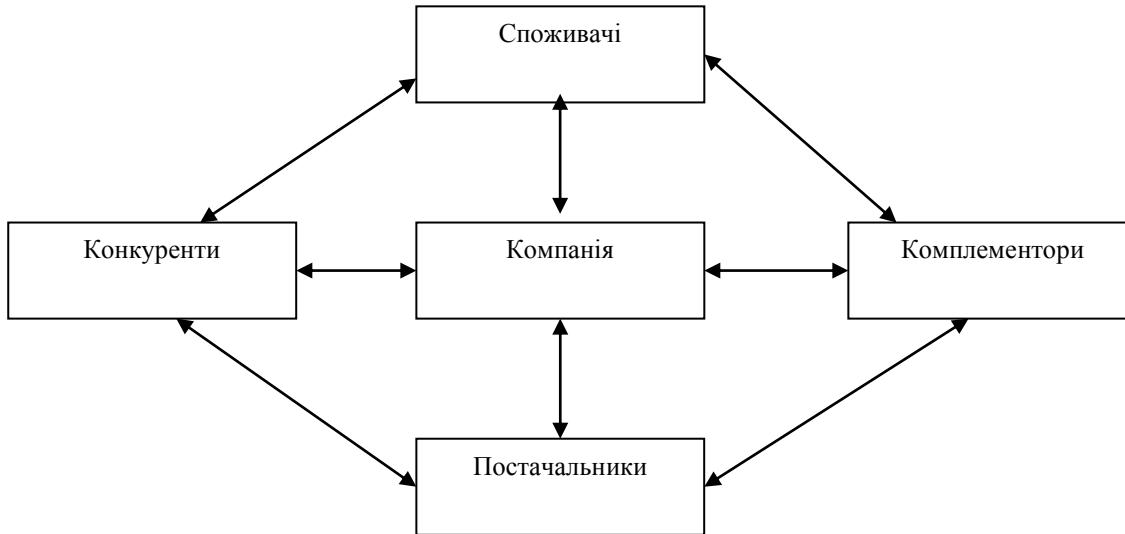 Споживачі
Конкуренти
Компанія
Комплементори
Постачальники